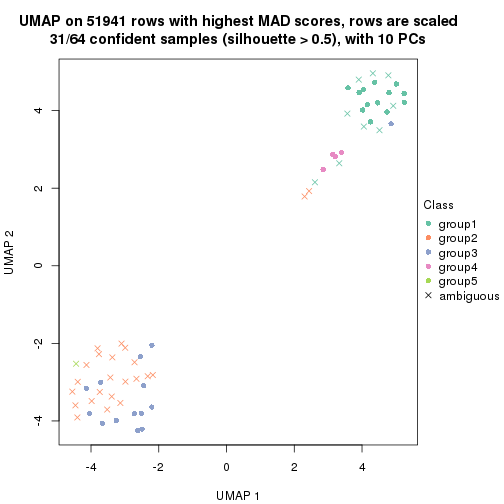 UMAP on 51941 rows with highest MAD scores, rows are scaled
31/64 confident samples (silhouette > 0.5), with 10 PCs
UMAP 2
4
2
0
-2
-4
-4
-2
0
2
4
UMAP 1
Class
group1
group2
group3
group4
group5
ambiguous